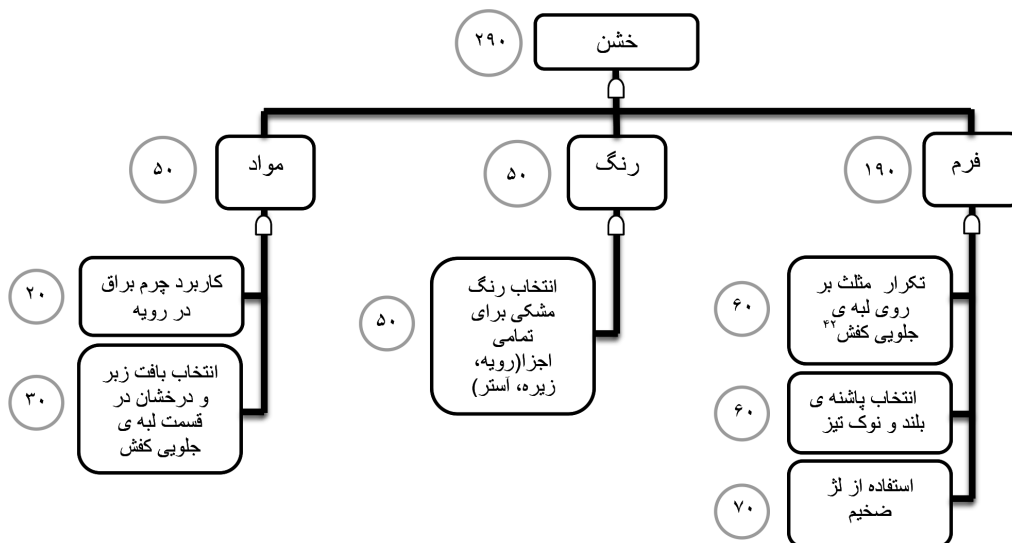 خشن
۲۹۰
فرم
۱۹۰
رنگ
۵۰
مواد
۵۰
تکرار مثلث بر
روی لبه ی
جلویی کفش۴۲
۶۰
انتخاب پاشنه ی
بلند و نوک تیز
۶۰
استفاده از لژ
ضخیم
۷۰
انتخاب رنگ
مشکی برای
تمامی
اجزا(رویه،
زیره، آستر)
۵۰
کاربرد چرم براق
در رویه
۲۰
انتخاب بافت زبر
و درخشان در
قسمت لبه ی
جلویی کفش
۳۰